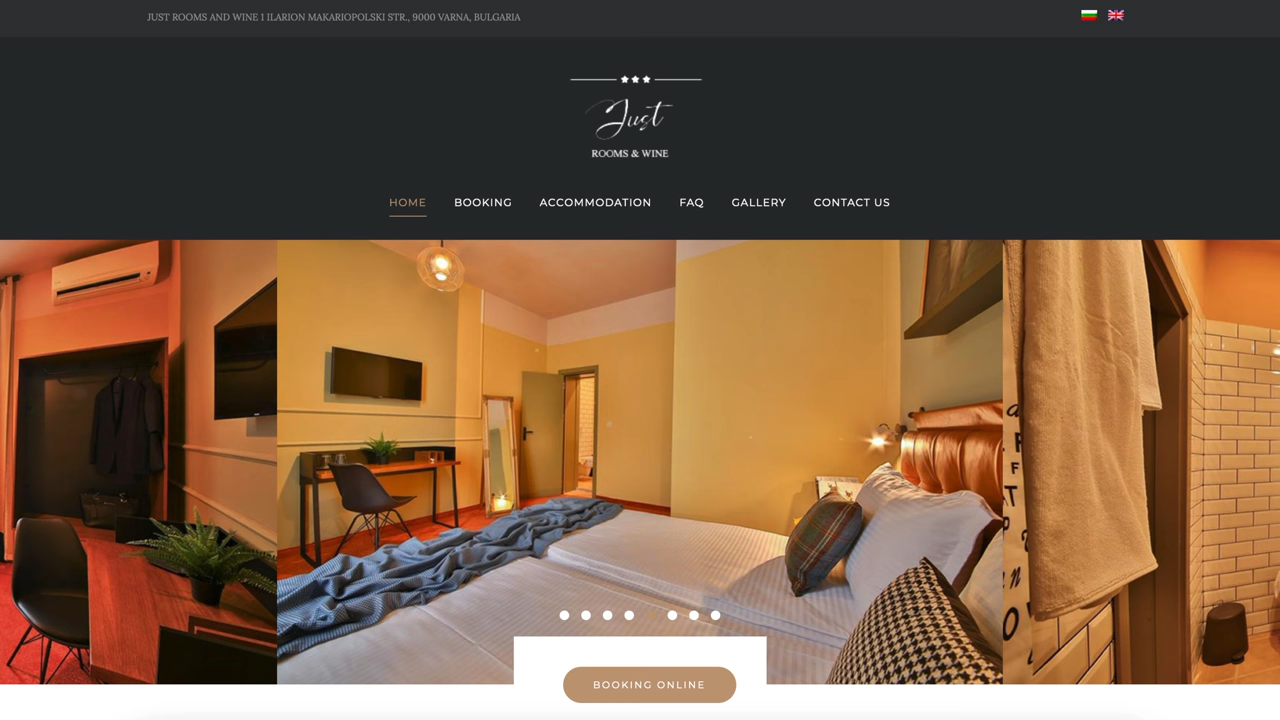 JUST ROOMS AND WINE 1 ILARION MAKARIOPOLSKI STR., 9000 VARNA, BULGARIA
Just
ROOMS & WINE
HOME BOOKING ACCOMMODATION FAQ GALLERY CONTACT US
BOOKING ONLINE